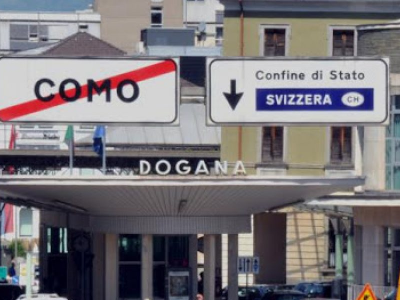 COMO
Confine di Stato
SVIZZERA CH
DOGANA